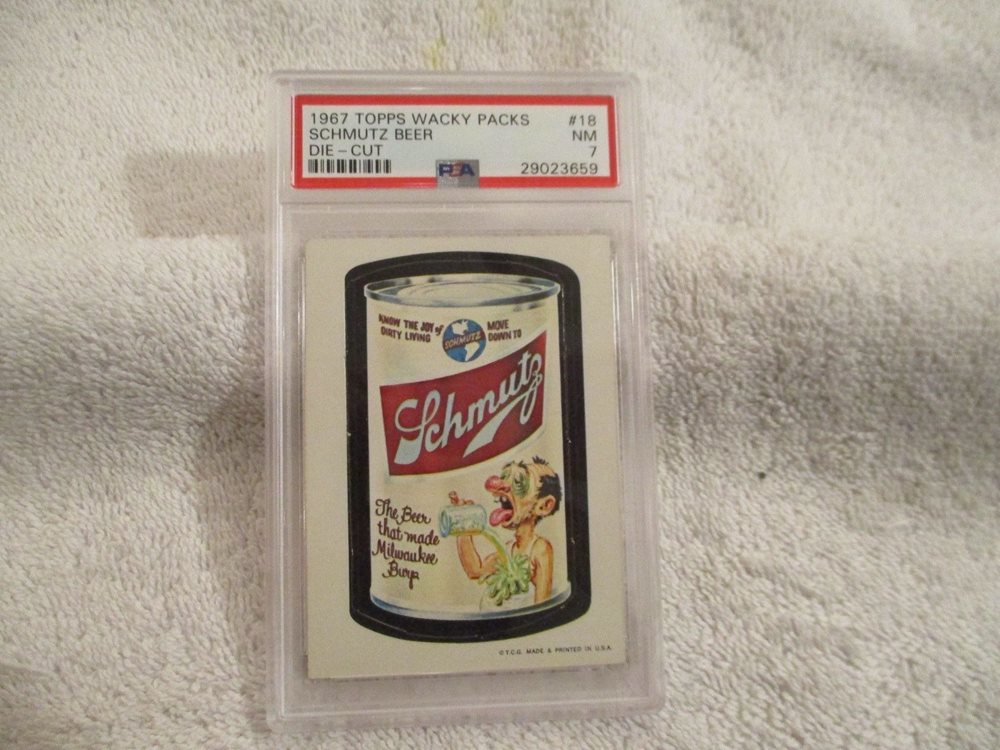 1967 TOPPS WACKY PACKS #18
SCHMUTZ BEER NM
DIE-CUT 7
PSA 29023659
KNOW THE JOY of
DIRTY LIVING
SCHMUTZ
MOVE
DOWN TO
Schmutz
The Beer
that made
Milwaukee
Burp
© T.C.G. MADE & PRINTED IN U.S.A.